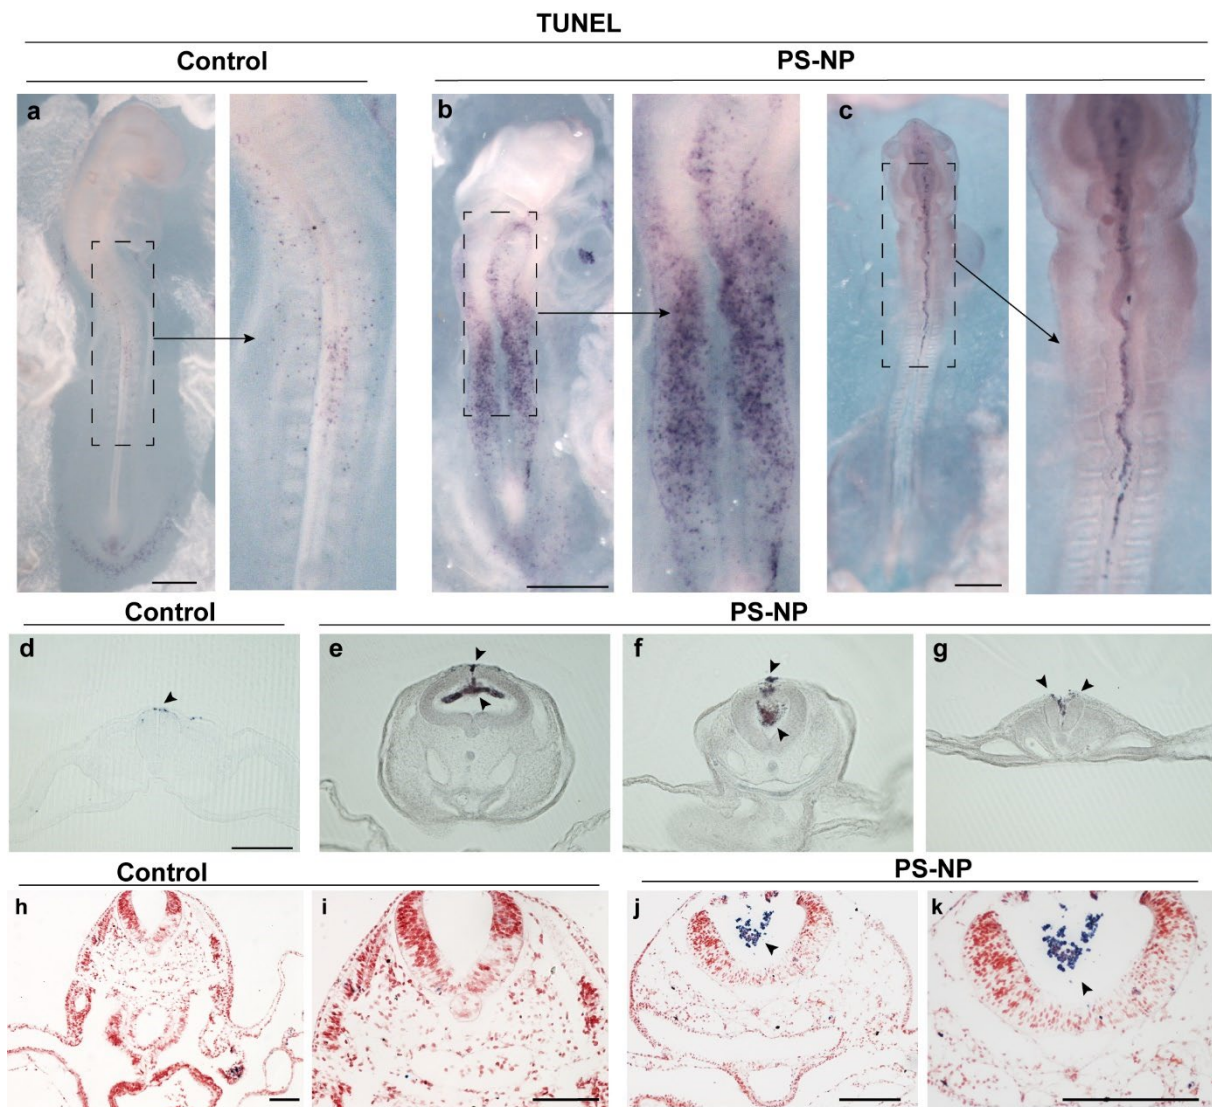 TUNEL
Control PS-NP
a b c
Control PS-NP
d e f g
Control PS-NP
h i j k